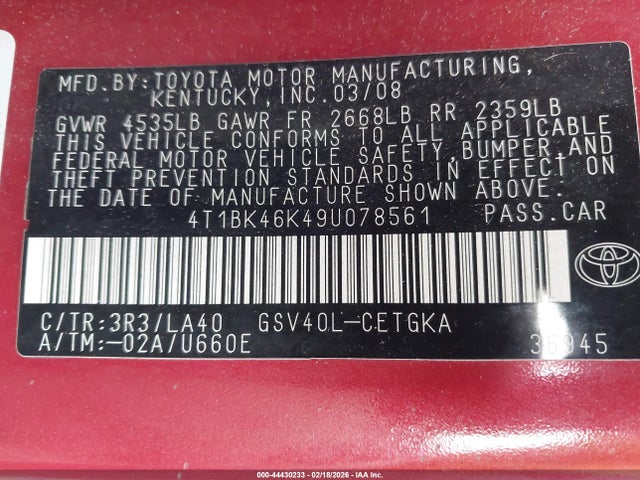 MFD.BY:TOYOTA MOTOR MANUFACTURING,
KENTUCKY,INC.03/08
GVWR 4535LB GAWR FR 2668LB RR 2359LB
THIS VEHICLE CONFORMS TO ALL APPLICABLE
FEDERAL MOTOR VEHICLE SAFETY,BUMPER AND
THEFT PREVENTION STANDARDS IN EFFECT ON
THE DATE OF MANUFACTURE SHOWN ABOVE.
4T1BK46K49U078561 PASS.CAR
C/TR:3R3/LA40 GSV40L-CETGKA
A/TM:-02A/U660E 38945
TOYOTA
000-44430233 - 02/18/2026 - IAAI, Inc.